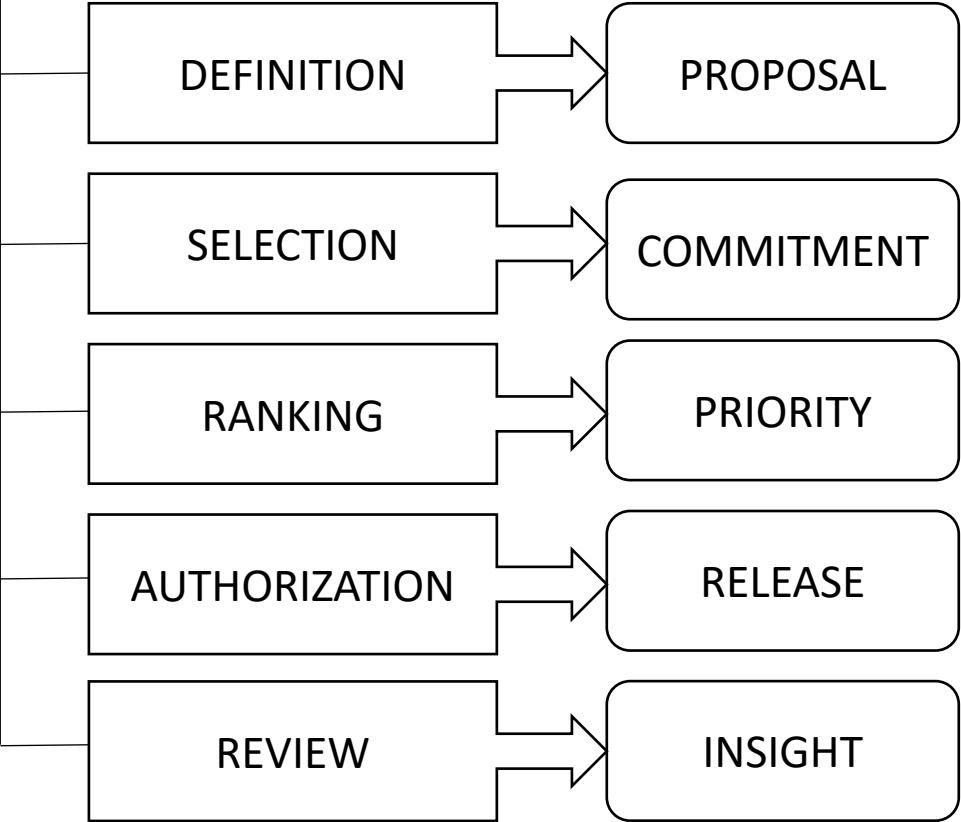 DEFINITION
PROPOSAL
SELECTION
COMMITMENT
RANKING
PRIORITY
AUTHORIZATION
RELEASE
REVIEW
INSIGHT